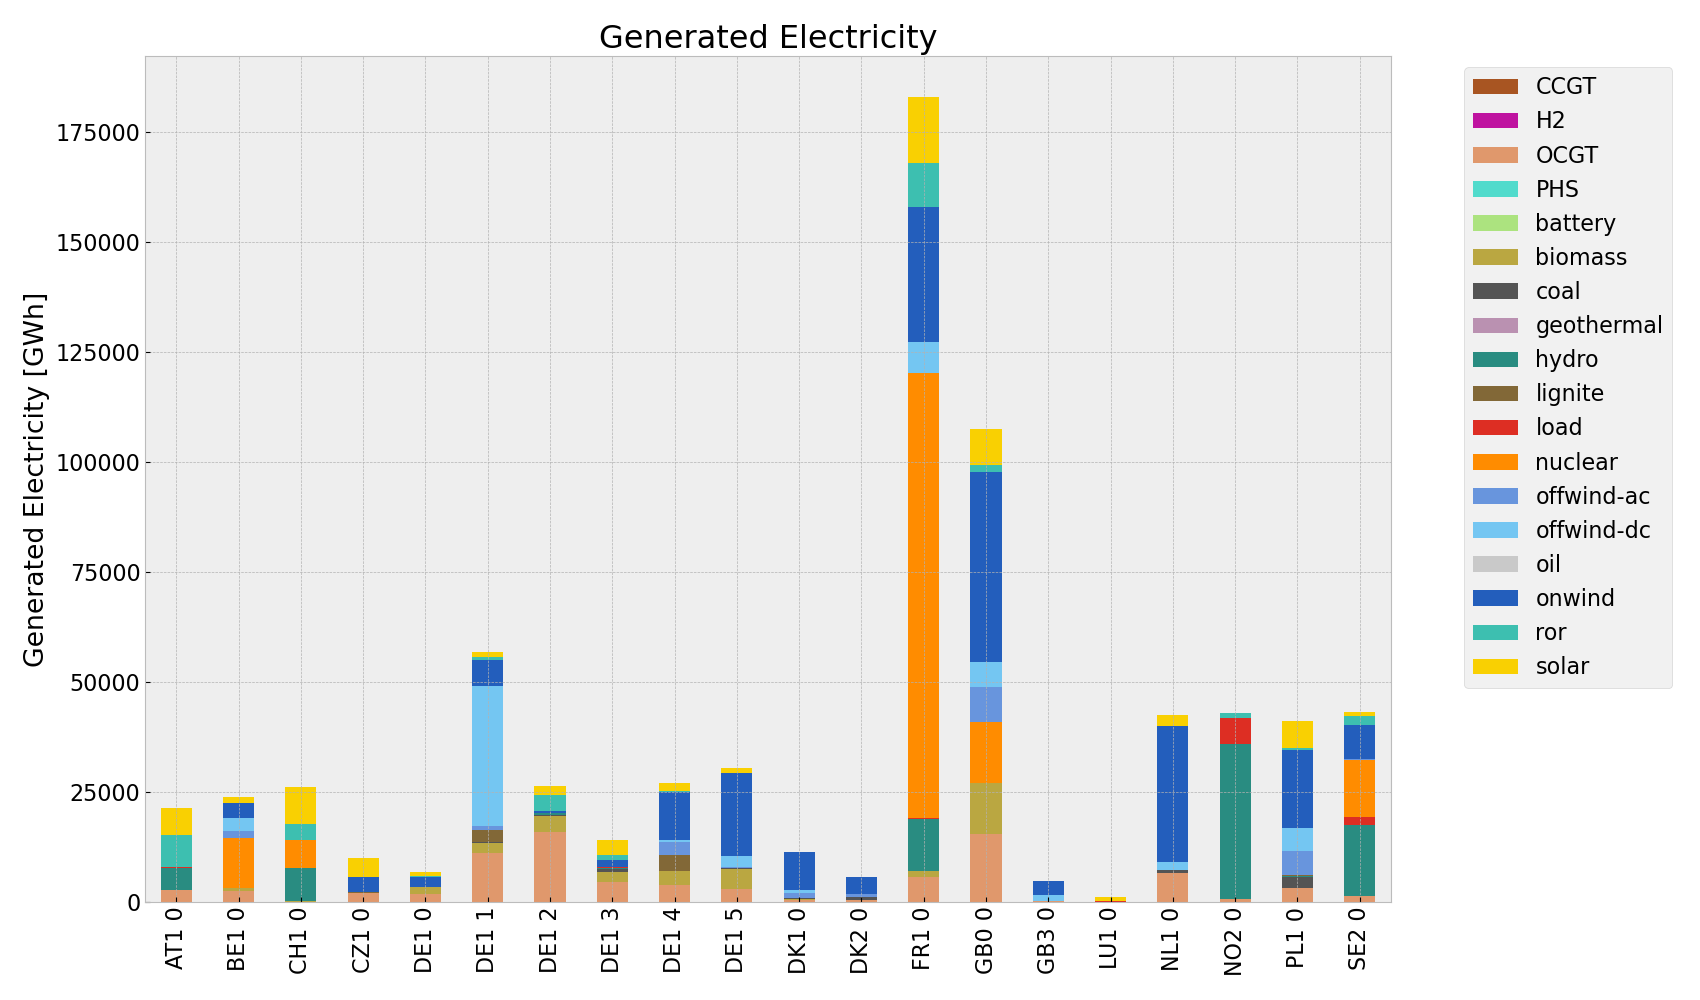 Generated Electricity
Generated Electricity [GWh]
175000
150000
125000
100000
75000
50000
25000
0
AT1 0
BE1 0
CH1 0
CZ1 0
DE1 0
DE1 1
DE1 2
DE1 3
DE1 4
DE1 5
DK1 0
DK2 0
FR1 0
GB0 0
GB3 0
LU1 0
NL1 0
NO2 0
PL1 0
SE2 0
CCGT
H2
OCGT
PHS
battery
biomass
coal
geothermal
hydro
lignite
load
nuclear
offwind-ac
offwind-dc
oil
onwind
ror
solar